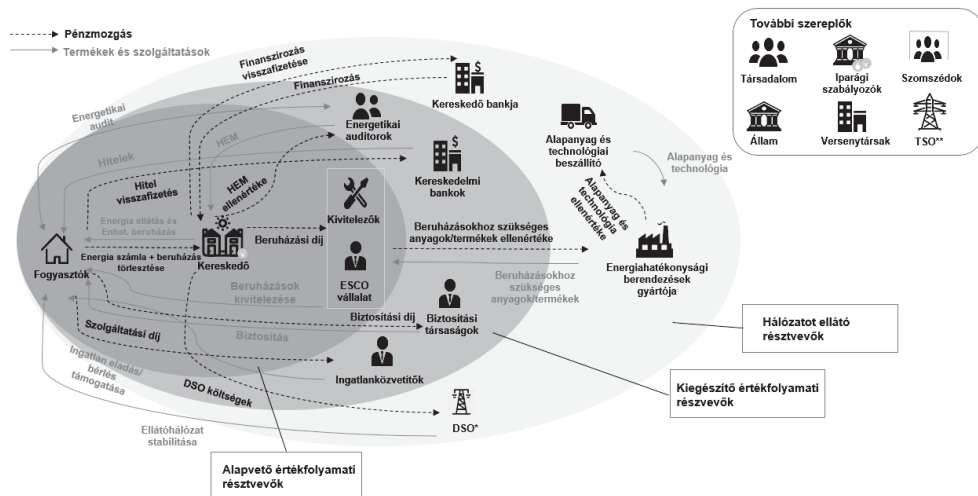 Pénzmozgás
Termékek és szolgáltatások
További szereplők
Társadalom
Iparági
szabályozók
Szomszédok
Állam
Versenytársak
TSO**
Finanszírozás
visszafizetése
Finanszírozás
Kereskedő bankja
Energetikai
audit
Energetikai
auditorok
HEM
Hitelek
Hitel
visszafizetés
HEM
ellenértéke
Kereskedelmi
bankok
Alapanyag és
technológiai
beszállító
Alapanyag és
technológia
Alapanyag és
technológia
ellenértéke
Kivitelezők
Energia ellátás és
Enhat. beruházás
Energia számla + beruházás
törlesztése
Fogyasztók
Kereskedő
Beruházási díj
Beruházásokhoz szükséges
anyagok/termékek ellenértéke
ESCO
vállalat
Beruházásokhoz
szükséges
anyagok/termékek
Energiahatékonysági
berendezések
gyártója
Beruházások
kivitelezése
Biztosítási díj
Biztosítási
társaságok
Szolgáltatási díj
Biztosítás
Ingatlan eladás/
bérlés
támogatása
Ingatlanközvetítők
DSO költségek
DSO*
Ellátóhálózat
stabilitása
Hálózatot ellátó
résztvevők
Kiegészítő értékfolyamati
részvevők
Alapvető értékfolyamati
résztvevők